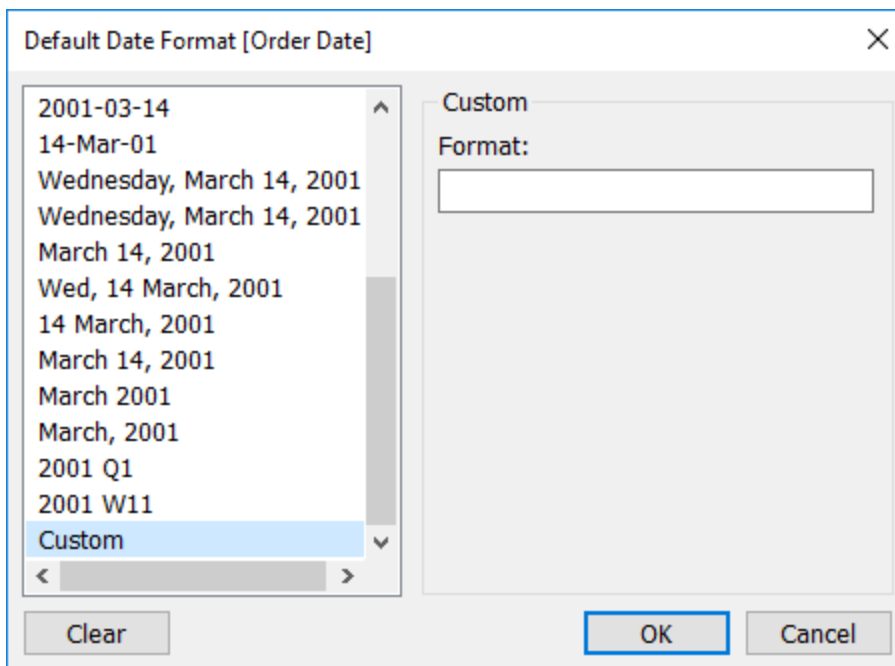 Default Date Format [Order Date]
2001-03-14
14-Mar-01
Wednesday, March 14, 2001
Wednesday, March 14, 2001
March 14, 2001
Wed, 14 March, 2001
14 March, 2001
March 14, 2001
March 2001
March, 2001
2001 Q1
2001 W11
Custom
Custom
Format:
Clear
OK
Cancel